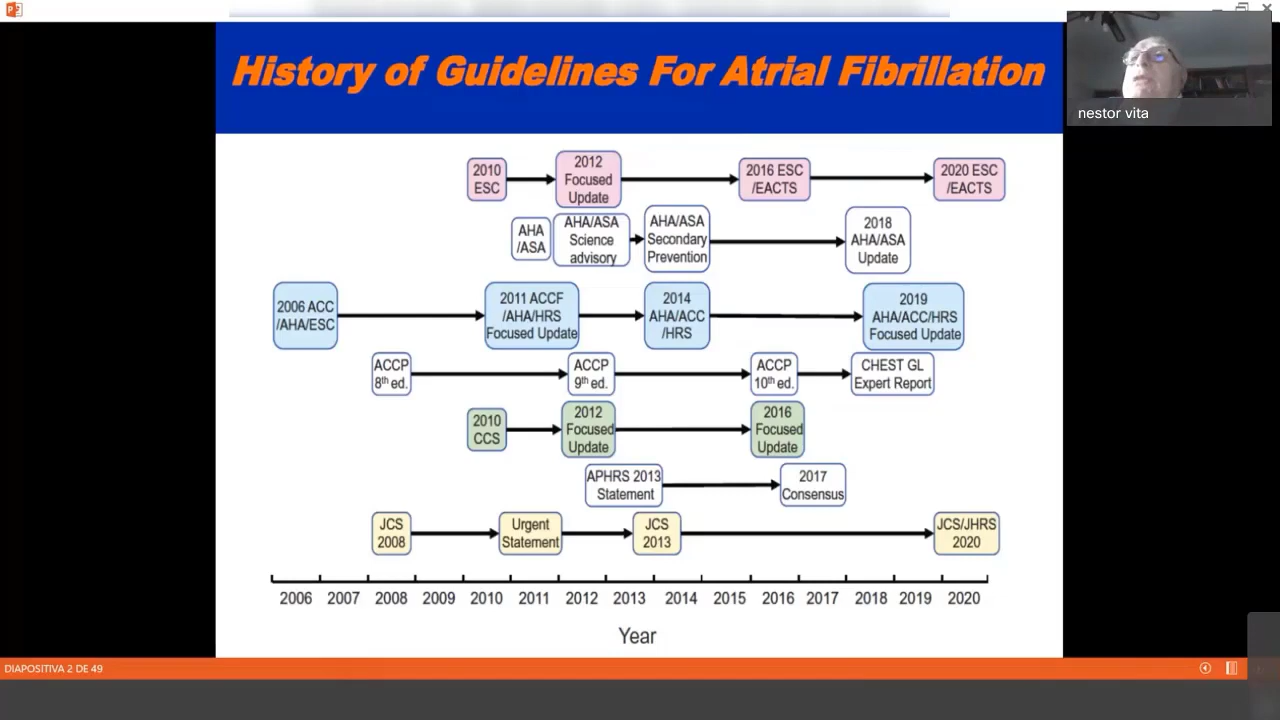 History of Guidelines For Atrial Fibrillation
nestor vita
2010
ESC
2012
Focused
Update
2016 ESC
/EACTS
2020 ESC
/EACTS
AHA
/ASA
AHA/ASA
Science
advisory
AHA/ASA
Secondary
Prevention
2018
AHA/ASA
Update
2006 ACC
/AHA/ESC
2011 ACCF
/AHA/HRS
Focused Update
2014
AHA/ACC
/HRS
2019
AHA/ACC/HRS
Focused Update
ACCP
8th ed.
ACCP
9th ed.
ACCP
10th ed.
CHEST GL
Expert Report
2010
CCS
2012
Focused
Update
2016
Focused
Update
APHRS 2013
Statement
2017
Consensus
JCS
2008
Urgent
Statement
JCS
2013
JCS/JHRS
2020
2006 2007 2008 2009 2010 2011 2012 2013 2014 2015 2016 2017 2018 2019 2020
Year
DIAPOSITIVA 2 DE 49